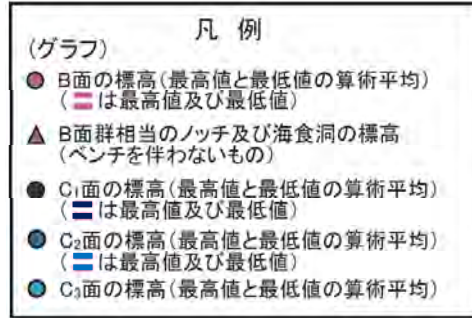 凡 例
(グラフ)
B面の標高(最高値と最低値の算術平均)
(〓は最高値及び最低値)
B面群相当のノッチ及び海食洞の標高
(ベンチを伴わないもの)
C₁面の標高(最高値と最低値の算術平均)
(〓は最高値及び最低値)
C₂面の標高(最高値と最低値の算術平均)
(〓は最高値及び最低値)
C₃面の標高(最高値と最低値の算術平均)